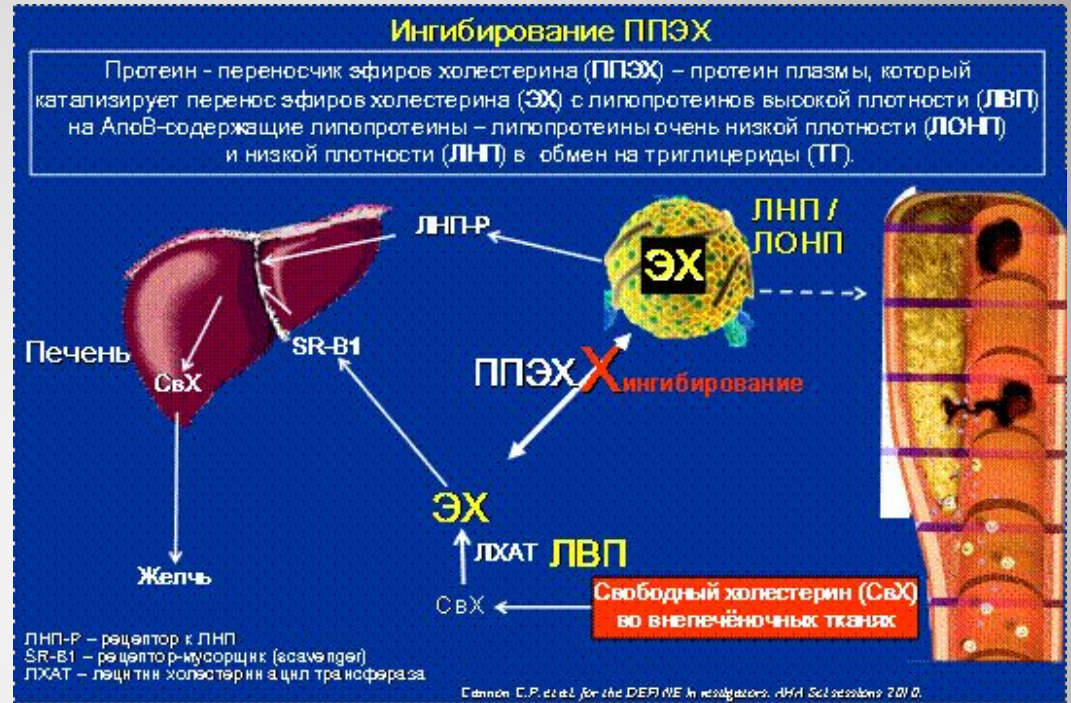 Ингибирование ППЭХ
Протеин - переносчик эфиров холестерина (ППЭХ) – протеин плазмы, который
катализирует перенос эфиров холестерина (ЭХ) с липопротеинов высокой плотности (ЛВП)
на АпоВ-содержащие липопротеины – липопротеины очень низкой плотности (ЛОНП)
и низкой плотности (ЛНП) в обмен на триглицериды (ТГ).
ЛНП-Р
ЛНП /
ЛОНП
ЭХ
Печень
SR-B1
СвХ
ППЭХ
Х
ингибирование
ЭХ
ЛХАТ ЛВП
Желчь
СвХ
Свободный холестерин (СвХ)
во внепечёночных тканях
ЛНП-Р – рецептор к ЛНП
SR-B1 – рецептор-мусорщик (scavenger)
ЛХАТ – лецитин холестерин ацил трансфераза
Cannon C.P. et al. for the DEFINE Investigators. AHA Sci sessions 2010.